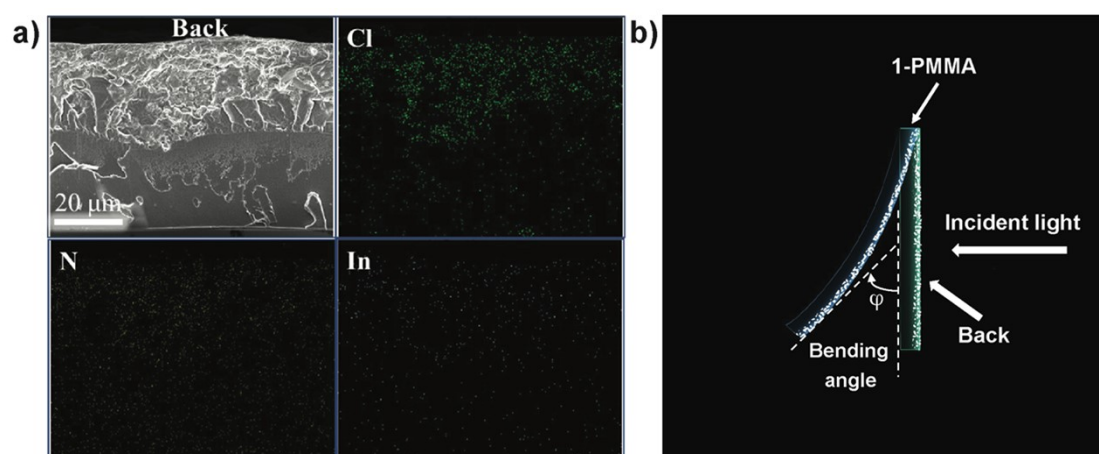 a)
Back
20 μm
Cl
N
In
b)
1-PMMA
Incident light
φ
Back
Bending
angle